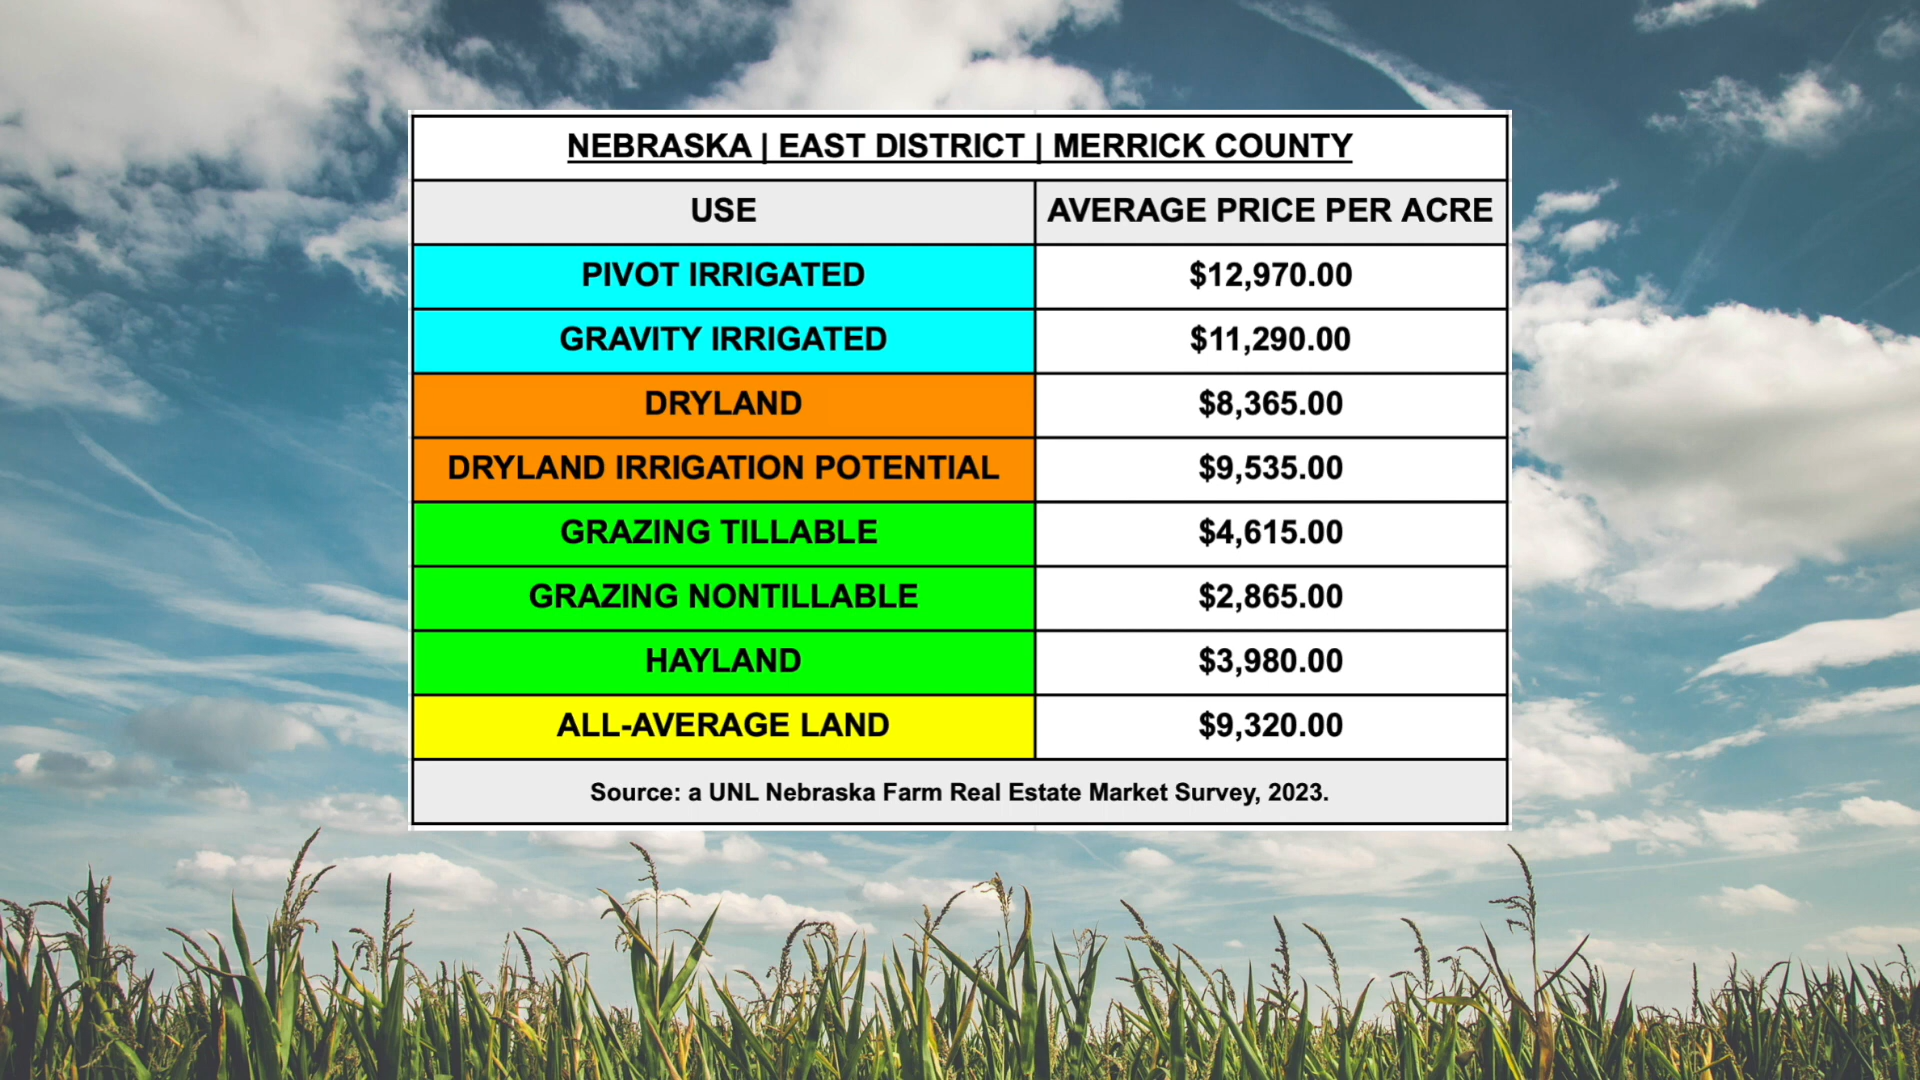 NEBRASKA | EAST DISTRICT | MERRICK COUNTY
USE AVERAGE PRICE PER ACRE
PIVOT IRRIGATED $12,970.00
GRAVITY IRRIGATED $11,290.00
DRYLAND $8,365.00
DRYLAND IRRIGATION POTENTIAL $9,535.00
GRAZING TILLABLE $4,615.00
GRAZING NONTILLABLE $2,865.00
HAYLAND $3,980.00
ALL-AVERAGE LAND $9,320.00
Source: a UNL Nebraska Farm Real Estate Market Survey, 2023.